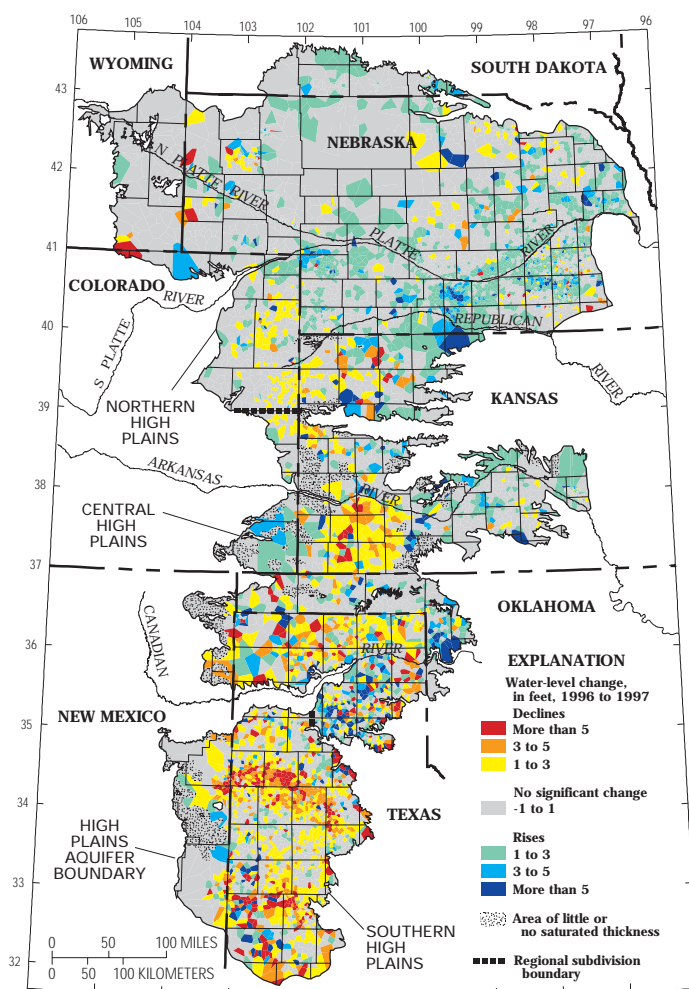 106 105 104 103 102 101 100 99 98 97 96
WYOMING
SOUTH DAKOTA
43
NEBRASKA
42
N PLATTE RIVER
PLATTE
RIVER
41
COLORADO
RIVER
S PLATTE
REPUBLICAN
40
RIVER
39
KANSAS
NORTHERN
HIGH
PLAINS
ARKANSAS
RIVER
38
CENTRAL
HIGH
PLAINS
37
CANADIAN
OKLAHOMA
36
RIVER
EXPLANATION
Water-level change,
in feet, 1996 to 1997
Declines
More than 5
3 to 5
1 to 3
No significant change
-1 to 1
Rises
1 to 3
3 to 5
More than 5
Area of little or
no saturated thickness
Regional subdivision
boundary
35
NEW MEXICO
34
TEXAS
HIGH
PLAINS
AQUIFER
BOUNDARY
33
SOUTHERN
HIGH
PLAINS
0 50 100 MILES
0 50 100 KILOMETERS
32